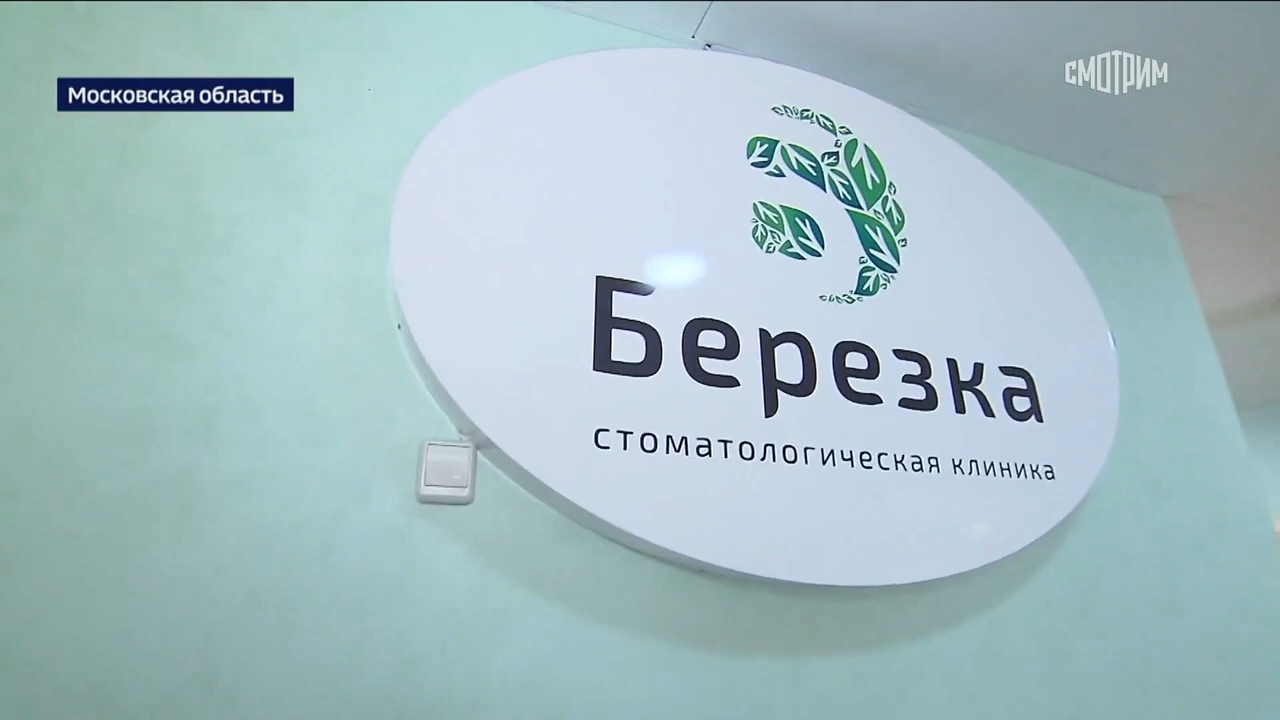 Московская область
СМОТРИМ
Березка
стоматологическая клиника